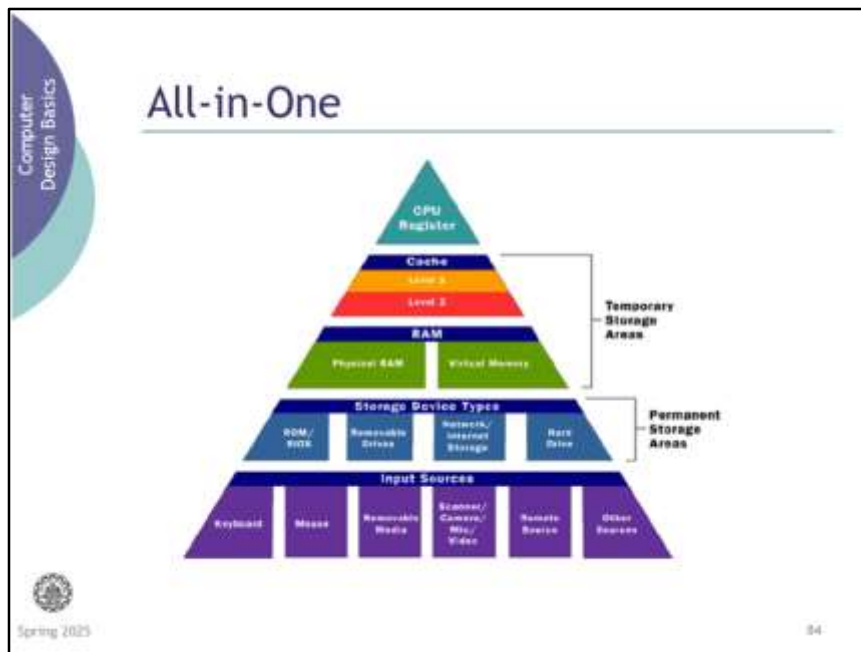 Computer
Design Basics
All-in-One
CPU
Register
Cache
Level 1
Level 2
RAM
Physical RAM
Virtual Memory
Temporary
Storage
Areas
Storage Device Types
ROM/
BIOS
Removable
Drives
Network/
Internet
Storage
Hard
Drive
Permanent
Storage
Areas
Input Sources
Keyboard
Mouse
Removable
Media
Scanner/
Camera/
Mic/
Video
Remote
Source
Other
Sources
Spring 2025
84